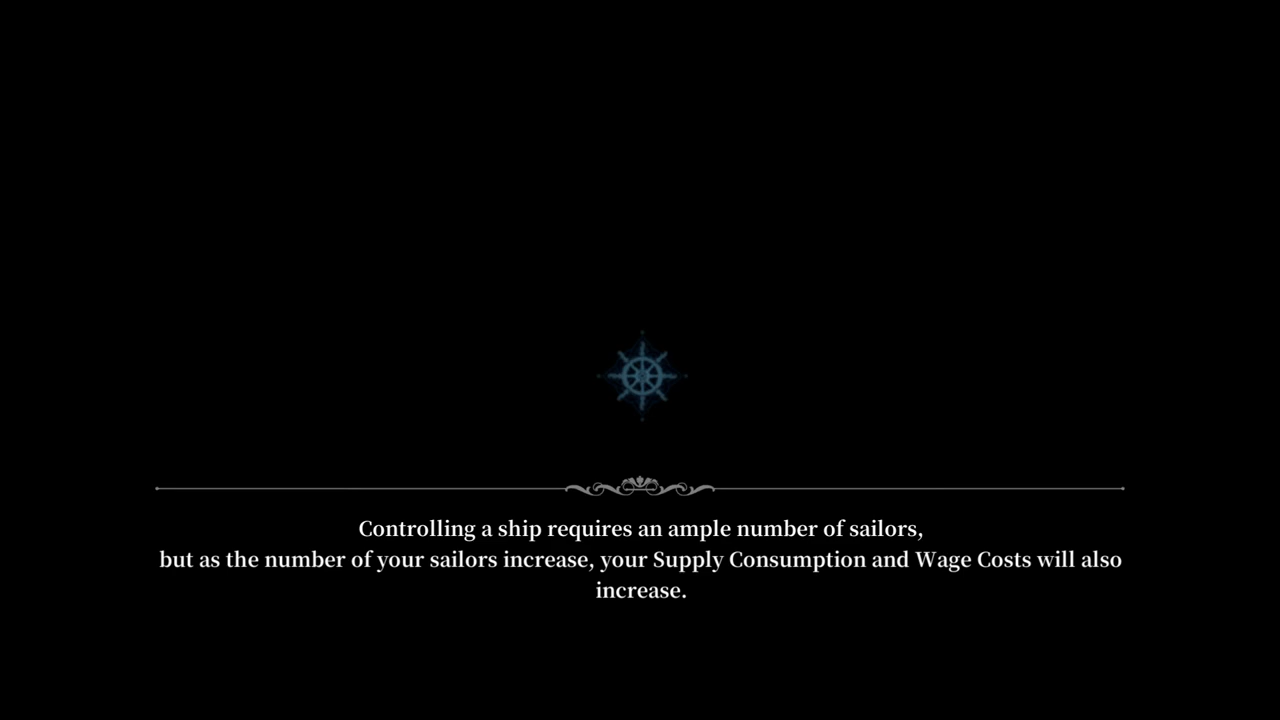 Controlling a ship requires an ample number of sailors,
but as the number of your sailors increase, your Supply Consumption and Wage Costs will also
increase.